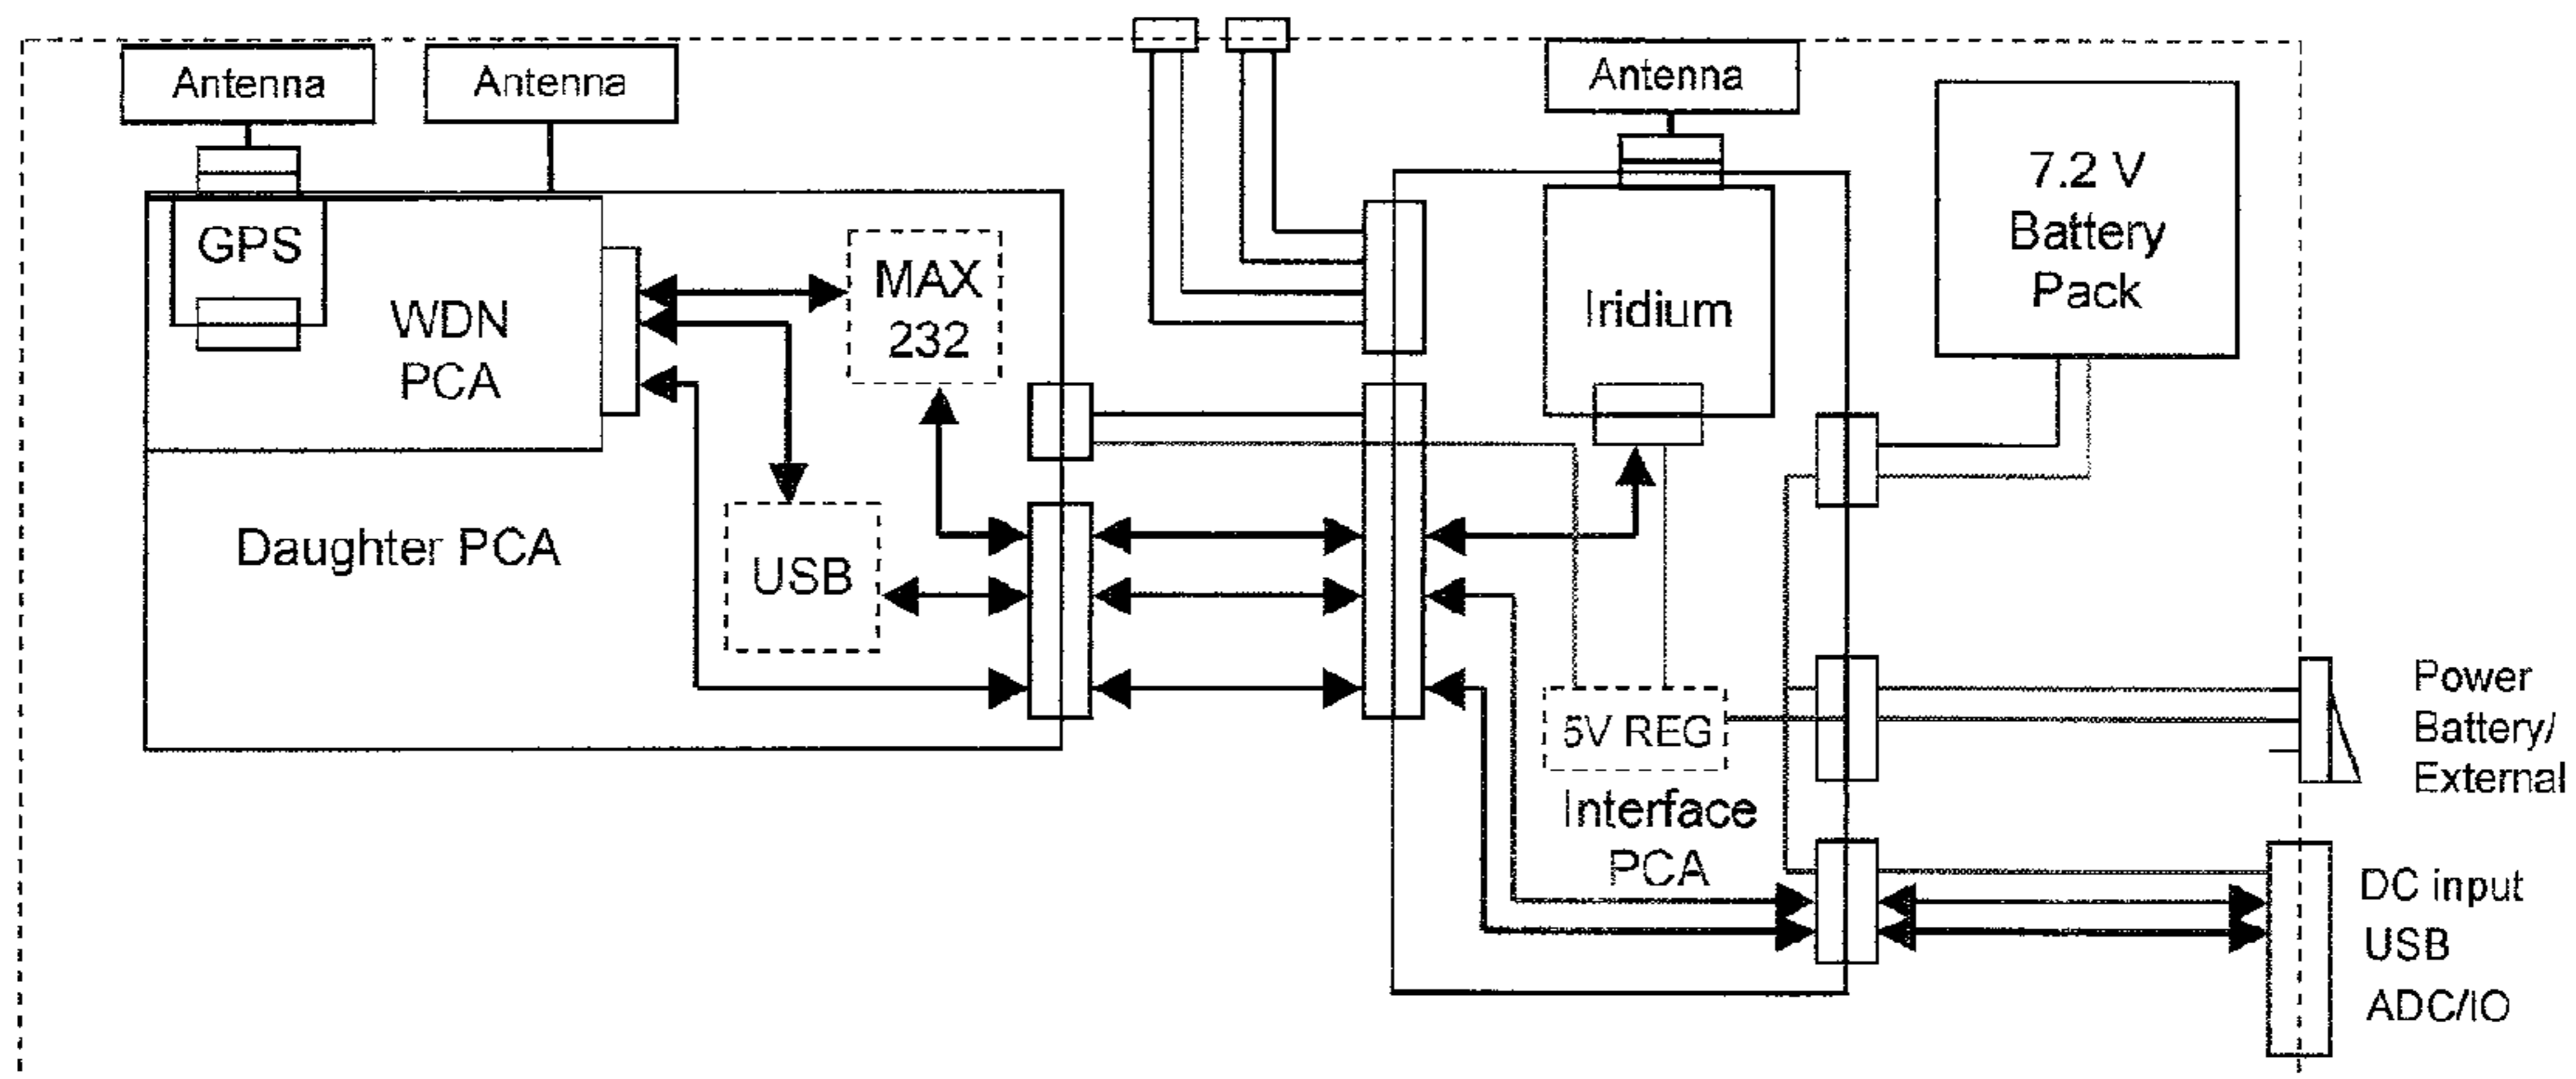 Antenna
Antenna
Antenna
7.2 V
Battery
Pack
GPS
WDN
PCA
MAX
232
Iridium
Daughter PCA
USB
5V REG
Interface
PCA
Power
Battery/
External
DC input
USB
ADC/IO